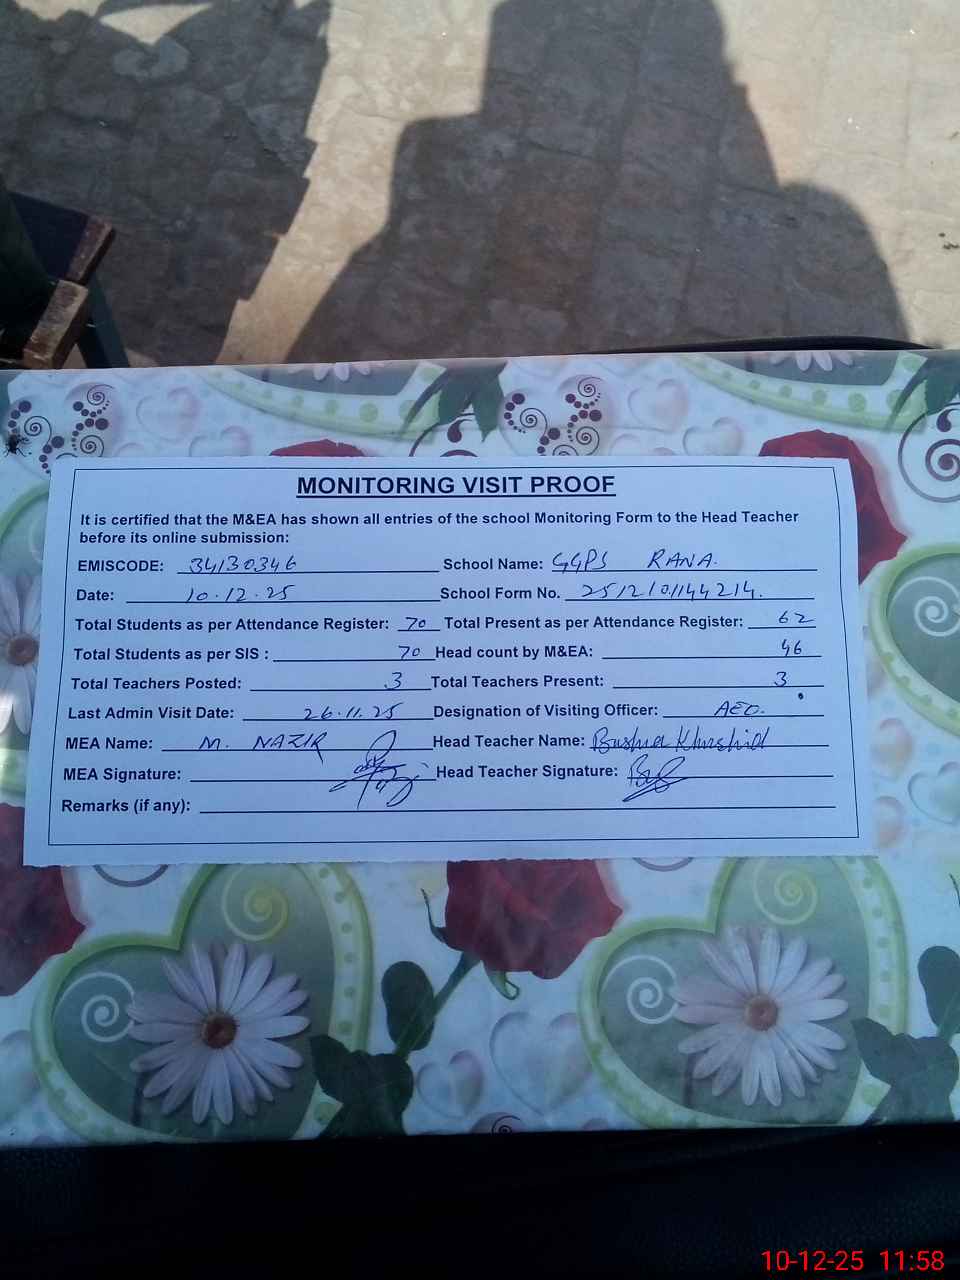 MONITORING VISIT PROOF
It is certified that the M&EA has shown all entries of the school Monitoring Form to the Head Teacher
before its online submission:
EMISCODE: 34130346 School Name: GGPS RANA.
Date: 10.12.25 School Form No. 251210144214.
Total Students as per Attendance Register: 70 Total Present as per Attendance Register: 62
Total Students as per SIS : 70 Head count by M&EA: 46
Total Teachers Posted: 3 Total Teachers Present: 3
Last Admin Visit Date: 26.11.25 Designation of Visiting Officer: AEO.
MEA Name: M. NAZIR Head Teacher Name: Bushra Khurshid
MEA Signature: Head Teacher Signature:
Remarks (if any):
10-12-25 11:58